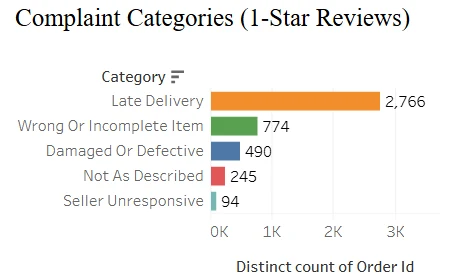 Complaint Categories (1-Star Reviews)
Category
Late Delivery 2,766
Wrong Or Incomplete Item 774
Damaged Or Defective 490
Not As Described 245
Seller Unresponsive 94
0K 1K 2K 3K
Distinct count of Order Id